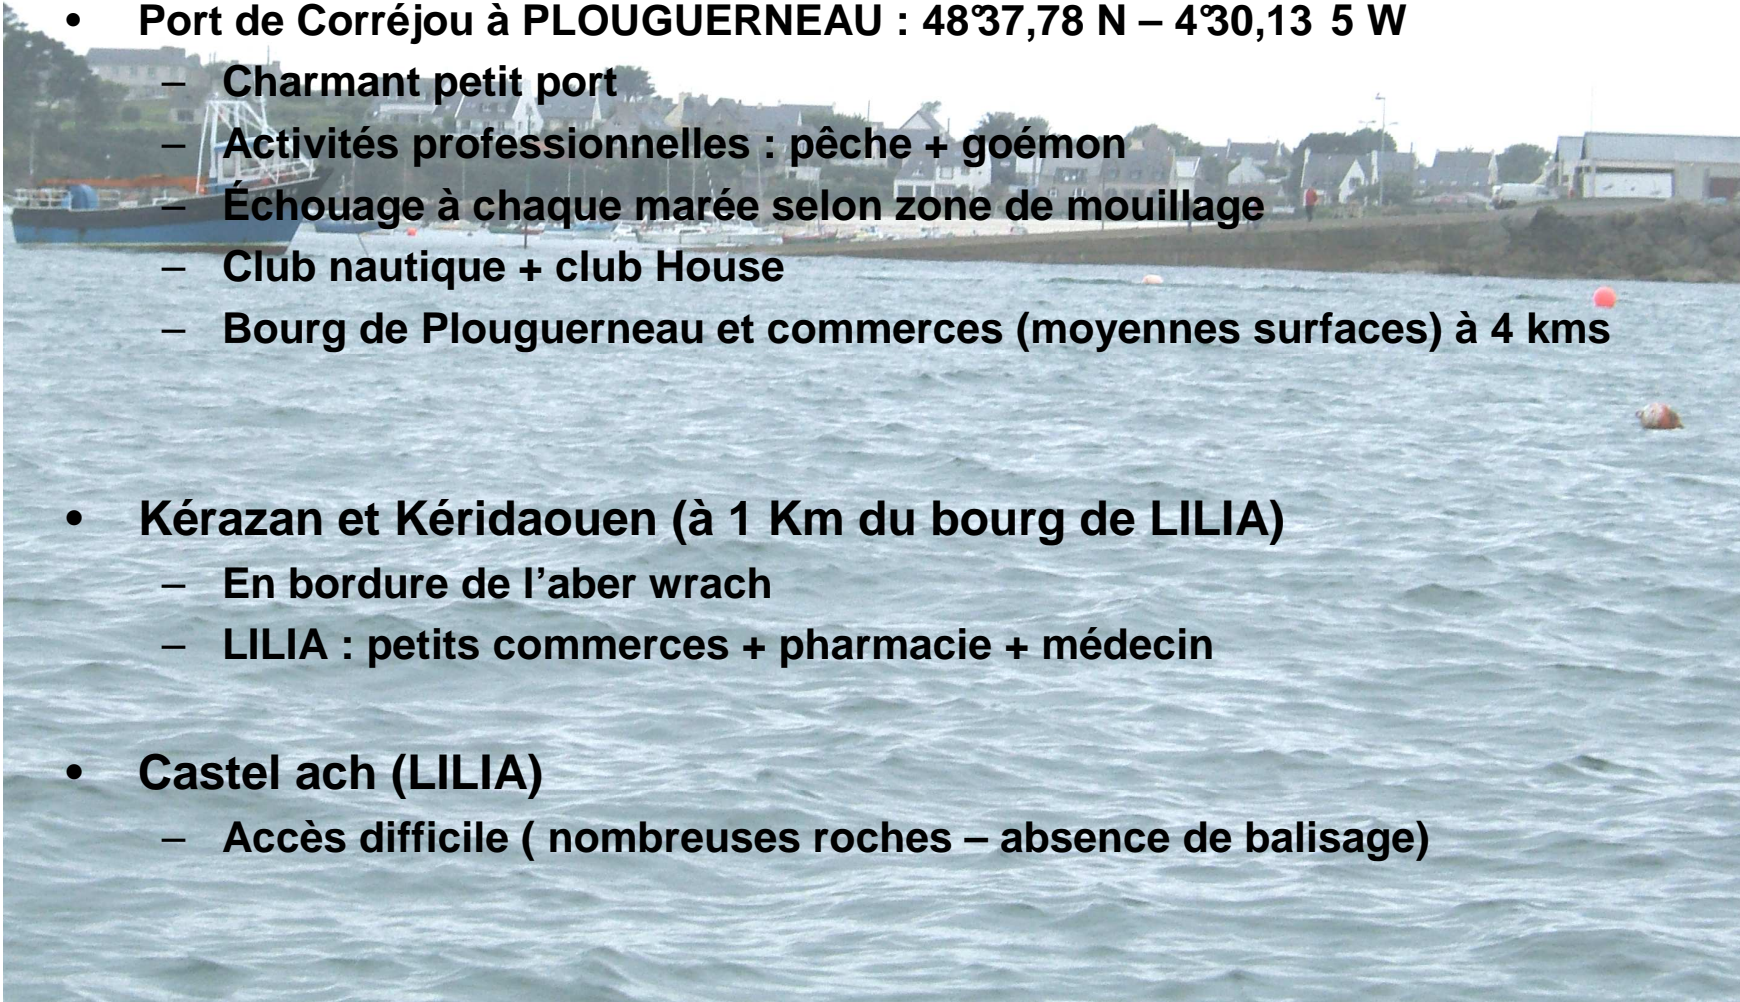 • Port de Corréjou à PLOUGUERNEAU : 48°37,78 N – 4°30,13 5 W
– Charmant petit port
– Activités professionnelles : pêche + goémon
– Échouage à chaque marée selon zone de mouillage
– Club nautique + club House
– Bourg de Plouguerneau et commerces (moyennes surfaces) à 4 kms
• Kérazan et Kéridaouen (à 1 Km du bourg de LILIA)
– En bordure de l’aber wrach
– LILIA : petits commerces + pharmacie + médecin
• Castel ach (LILIA)
– Accès difficile ( nombreuses roches – absence de balisage)